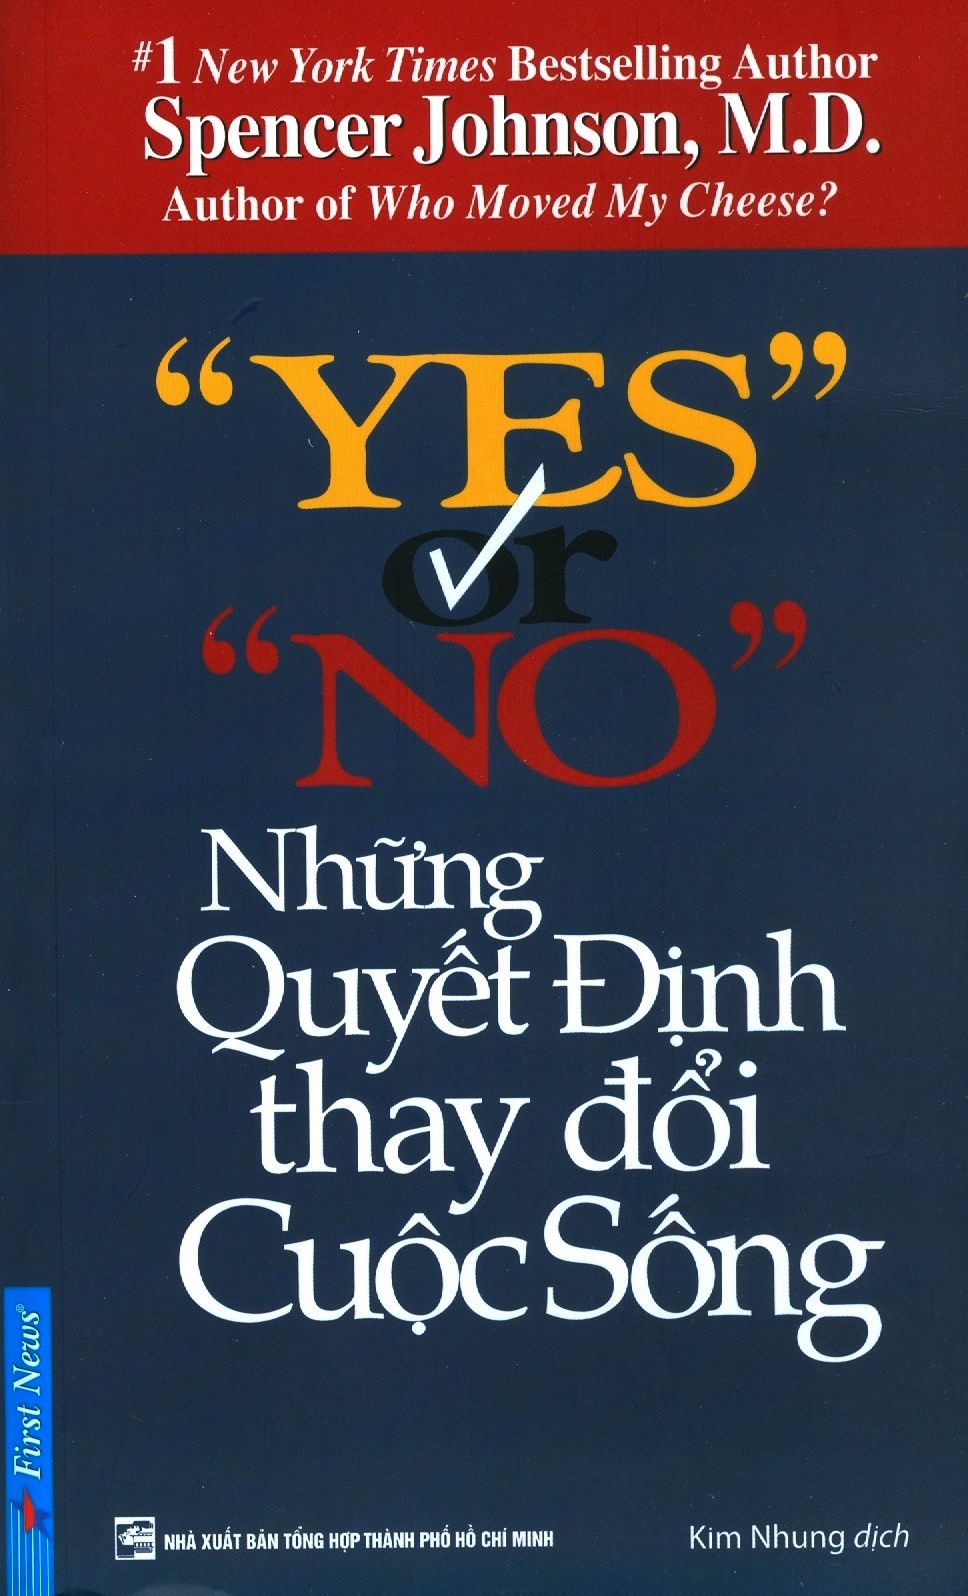 #1 New York Times Bestselling Author
Spencer Johnson, M.D.
Author of Who Moved My Cheese?
“YES”
or
“NO”
Những
Quyết Định
thay đổi
Cuộc Sống
First News®
NHÀ XUẤT BẢN TỔNG HỢP THÀNH PHỐ HỒ CHÍ MINH
Kim Nhung dịch